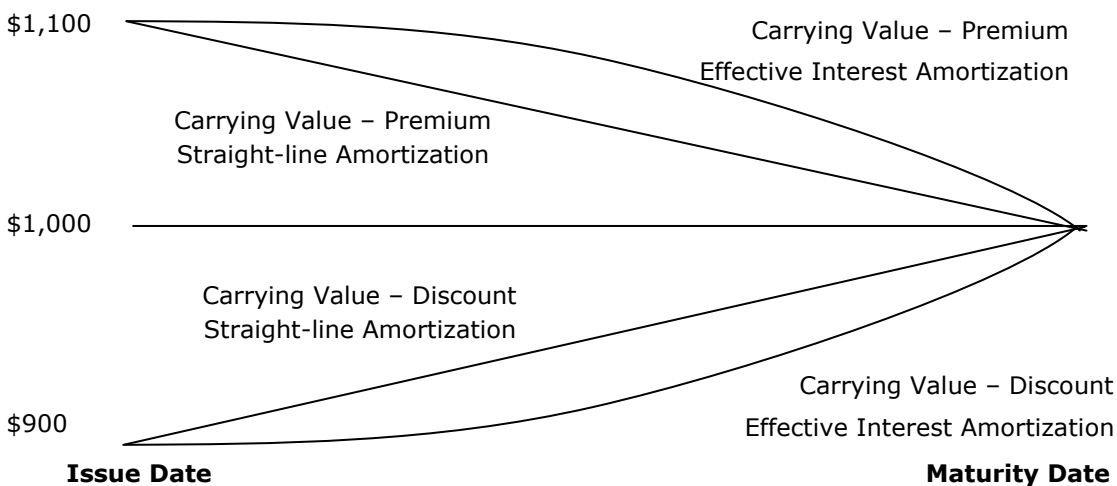 $1,100
Carrying Value – Premium
Effective Interest Amortization
Carrying Value – Premium
Straight-line Amortization
$1,000
Carrying Value – Discount
Straight-line Amortization
Carrying Value – Discount
$900
Effective Interest Amortization
Issue Date
Maturity Date